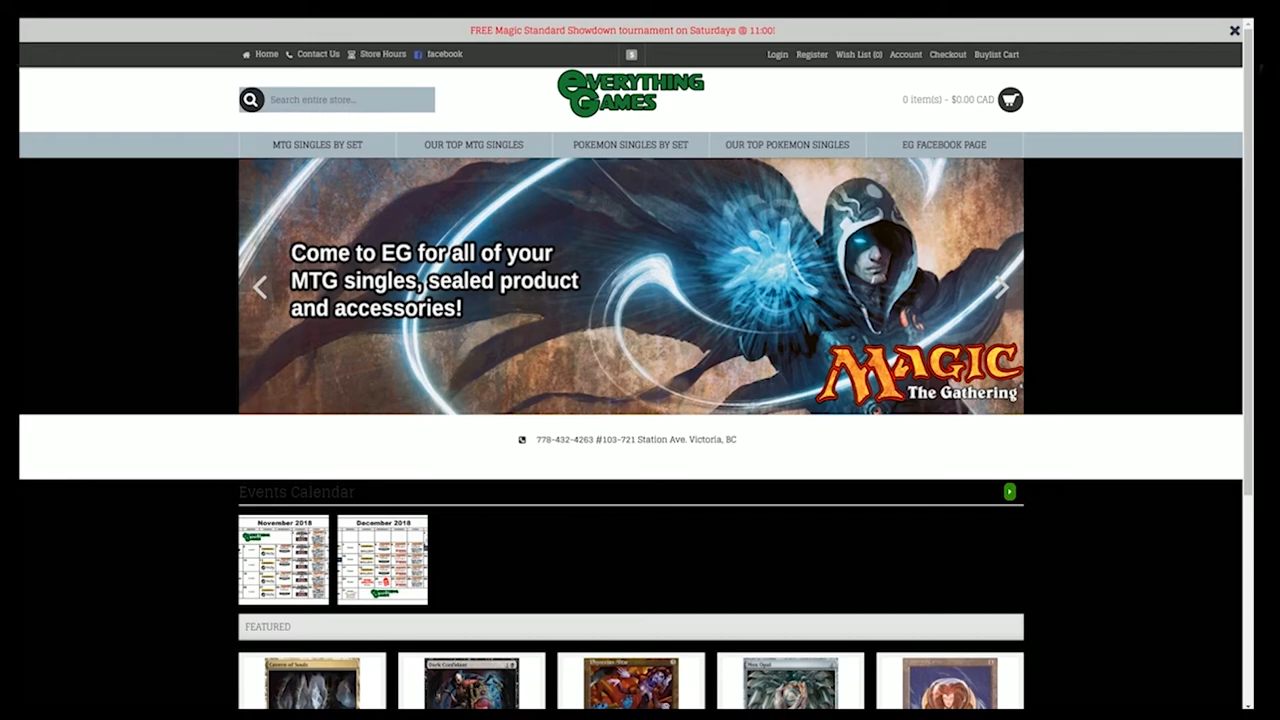 FREE Magic Standard Showdown tournament on Saturdays @ 11:00!
Home Contact Us Store Hours facebook $ Login Register Wish List (0) Account Checkout Buylist Cart
Search entire store...
EVERYTHING
GAMES
0 item(s) - $0.00 CAD
MTG SINGLES BY SET OUR TOP MTG SINGLES POKEMON SINGLES BY SET OUR TOP POKEMON SINGLES EG FACEBOOK PAGE
Come to EG for all of your
MTG singles, sealed product
and accessories!
MAGIC
The Gathering
778-432-4263 #103-721 Station Ave. Victoria, BC
Events Calendar
November 2018 December 2018
EVERYTHING
GAMES
FEATURED
Cavern of Souls Dark Confidant Mox Opal